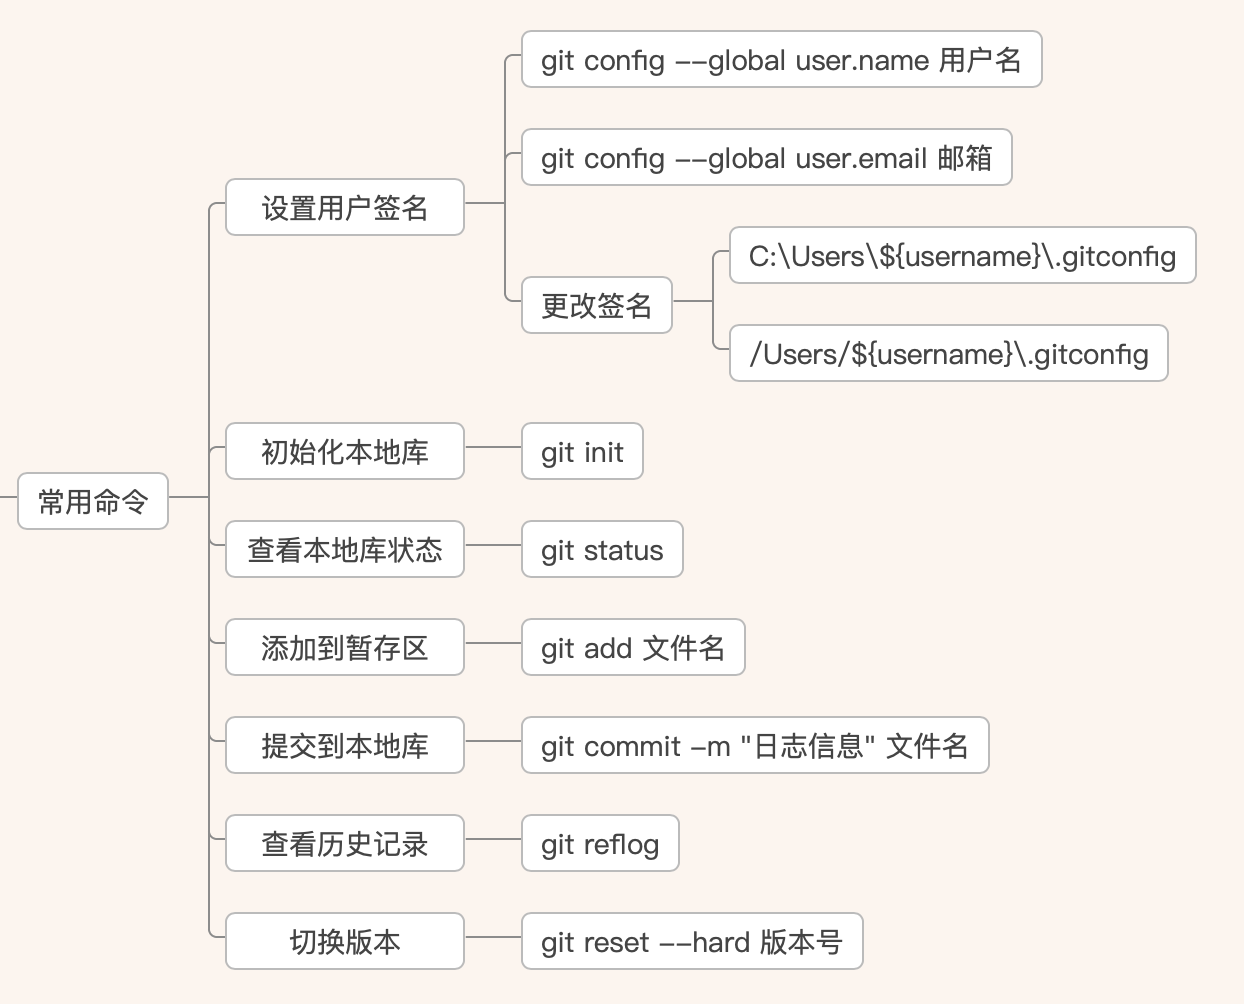 常用命令
设置用户签名
git config --global user.name 用户名
git config --global user.email 邮箱
更改签名
C:\Users\${username}\.gitconfig
/Users/${username}\.gitconfig
初始化本地库
git init
查看本地库状态
git status
添加到暂存区
git add 文件名
提交到本地库
git commit -m "日志信息" 文件名
查看历史记录
git reflog
切换版本
git reset --hard 版本号